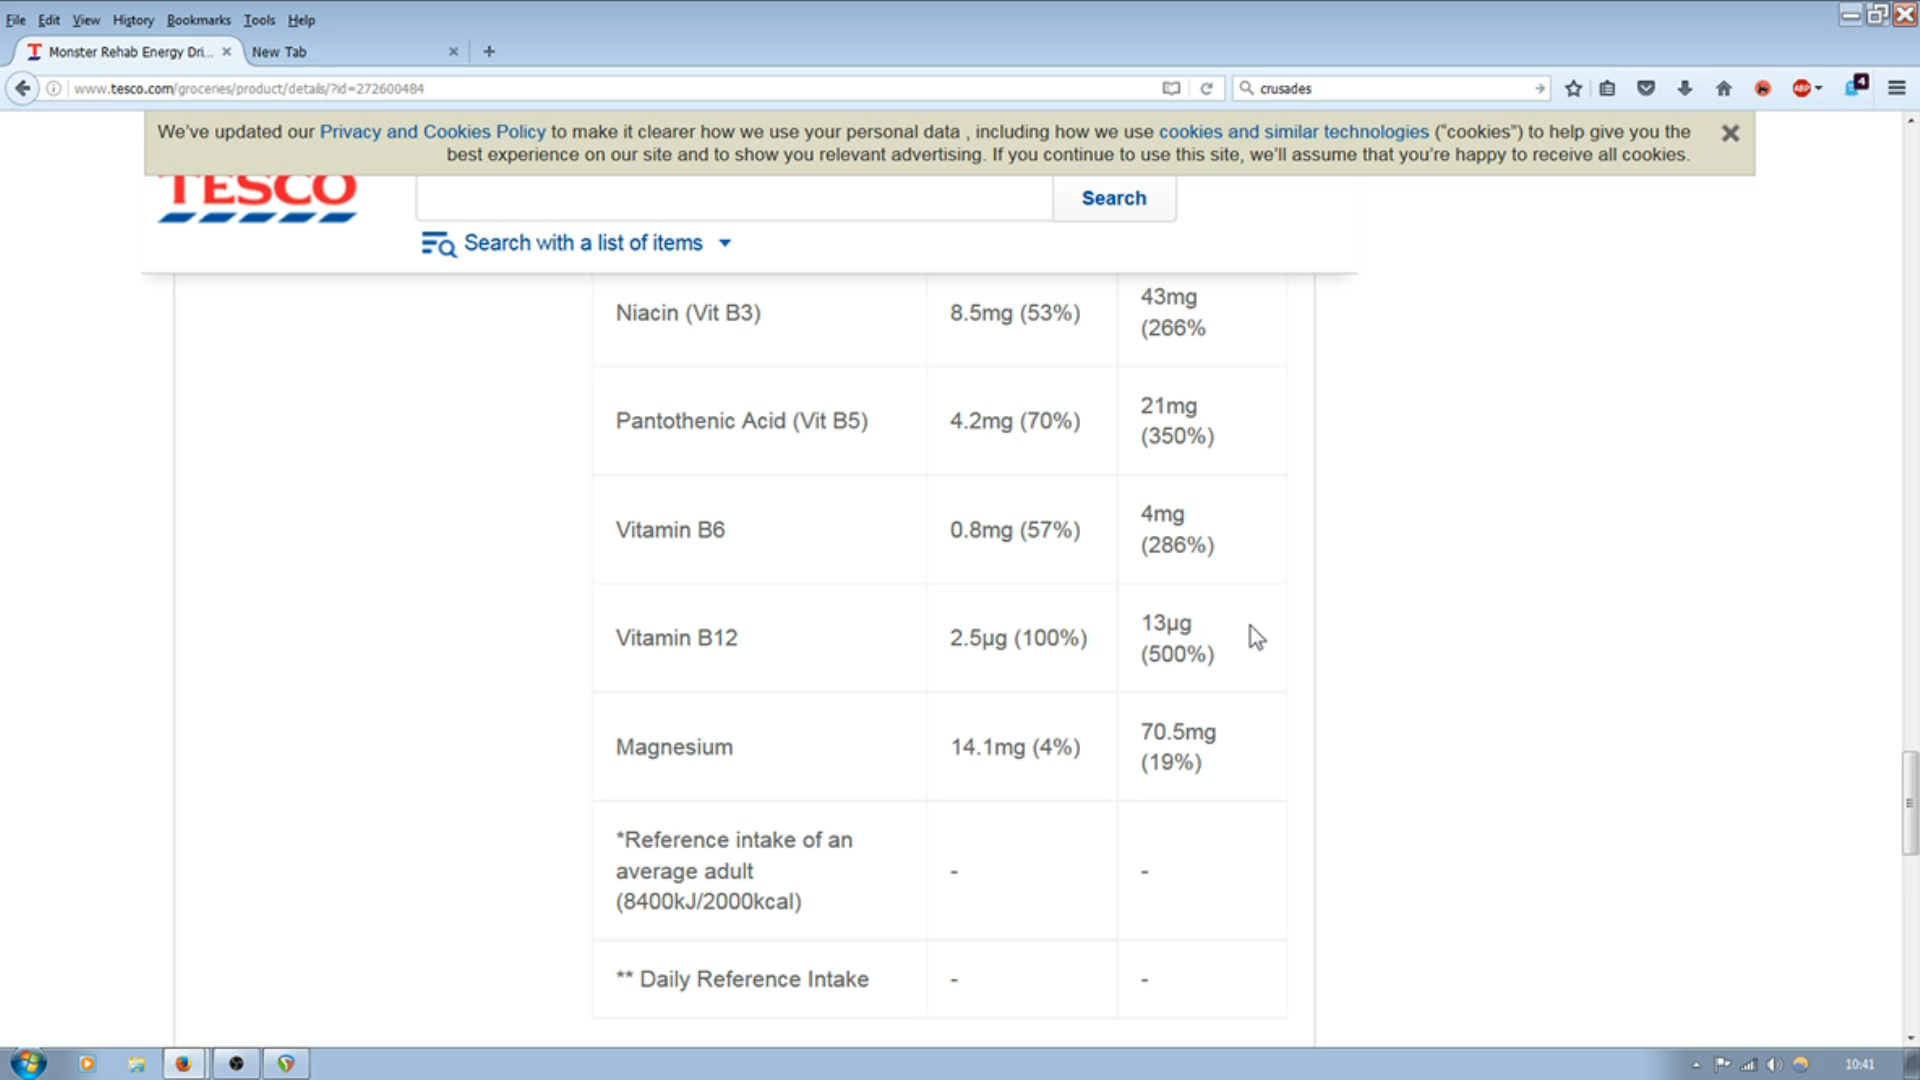 File Edit View History Bookmarks Tools Help
Monster Rehab Energy Dri... New Tab
www.tesco.com/groceries/product/details/?id=272600484
crusades
ABP
4
We've updated our Privacy and Cookies Policy to make it clearer how we use your personal data , including how we use cookies and similar technologies (“cookies”) to help give you the
best experience on our site and to show you relevant advertising. If you continue to use this site, we'll assume that you're happy to receive all cookies.
TESCO
Search
Search with a list of items
Niacin (Vit B3) 8.5mg (53%) 43mg
(266%
Pantothenic Acid (Vit B5) 4.2mg (70%) 21mg
(350%)
Vitamin B6 0.8mg (57%) 4mg
(286%)
Vitamin B12 2.5µg (100%) 13µg
(500%)
Magnesium 14.1mg (4%) 70.5mg
(19%)
*Reference intake of an
average adult - -
(8400kJ/2000kcal)
** Daily Reference Intake - -
10:41